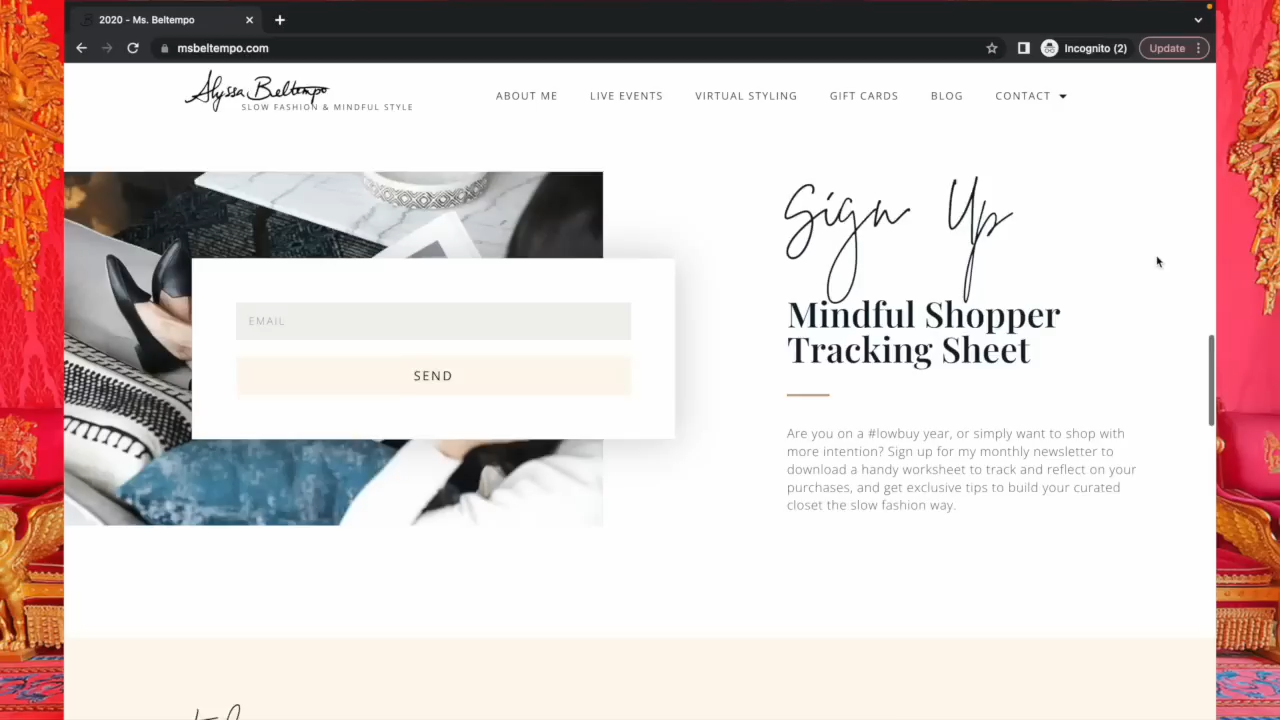 2020 - Ms. Beltempo
msbeltempo.com
Incognito (2)
Update
Alyssa Beltempo
SLOW FASHION & MINDFUL STYLE
ABOUT ME
LIVE EVENTS
VIRTUAL STYLING
GIFT CARDS
BLOG
CONTACT
EMAIL
SEND
Sign Up
Mindful Shopper
Tracking Sheet
Are you on a #lowbuy year, or simply want to shop with
more intention? Sign up for my monthly newsletter to
download a handy worksheet to track and reflect on your
purchases, and get exclusive tips to build your curated
closet the slow fashion way.